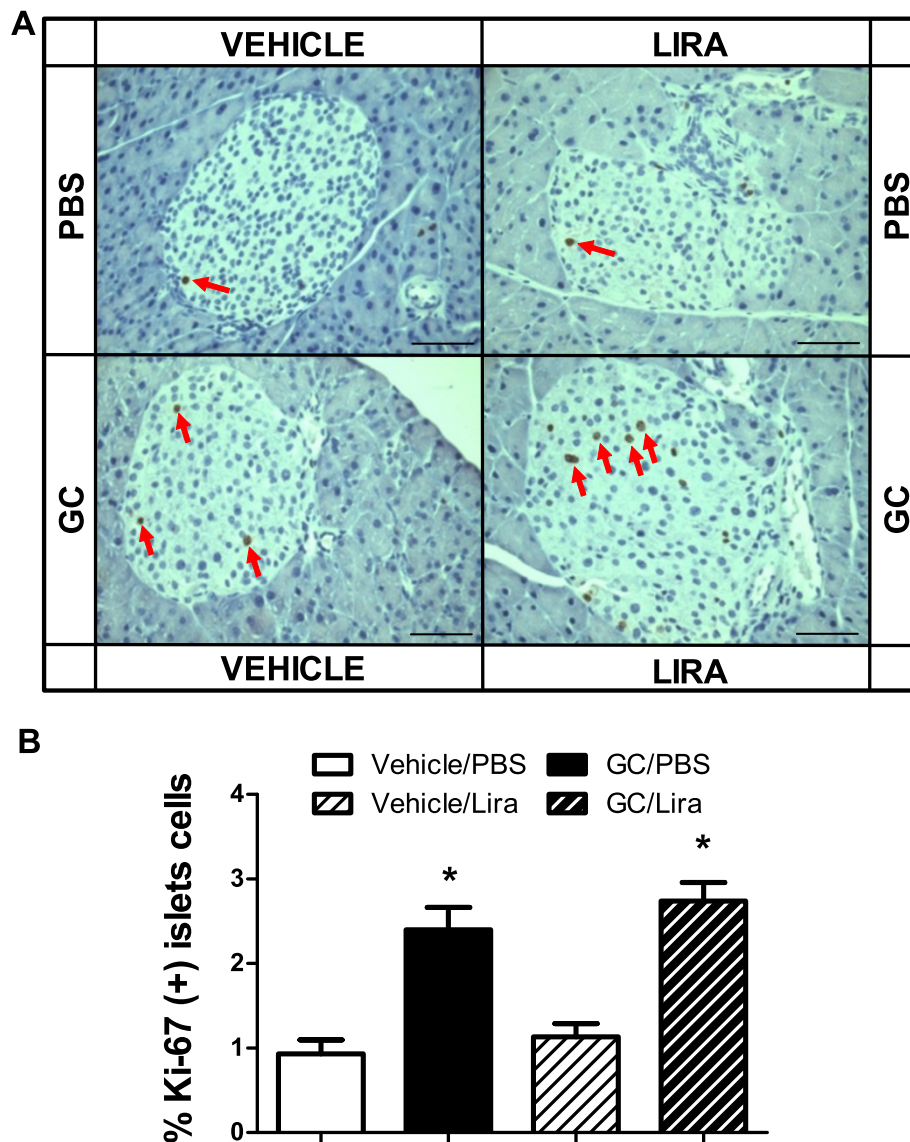 A
VEHICLE LIRA
PBS PBS
GC GC
VEHICLE LIRA
B
Vehicle/PBS GC/PBS
Vehicle/Lira GC/Lira
% Ki-67 (+) islets cells
4
3
2
1
0
* *